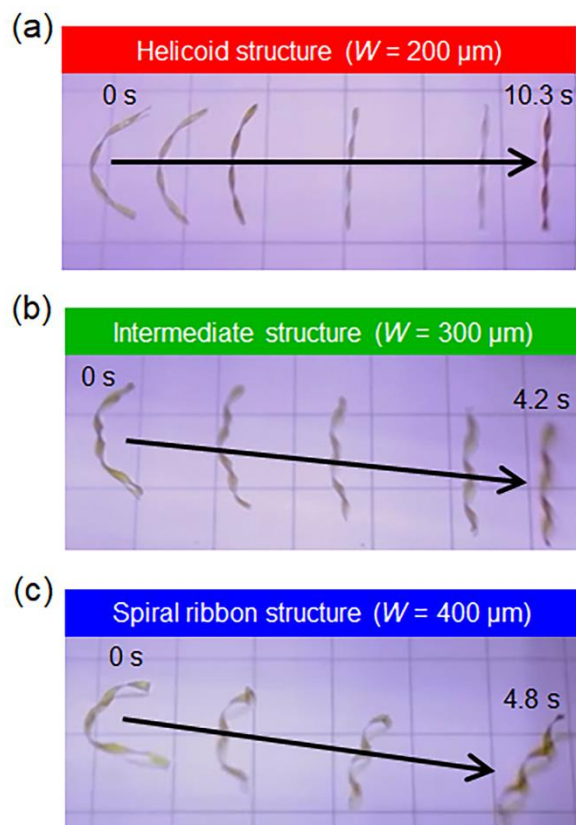 (a)
Helicoid structure (W = 200 µm)
0 s
10.3 s
(b)
Intermediate structure (W = 300 µm)
0 s
4.2 s
(c)
Spiral ribbon structure (W = 400 µm)
0 s
4.8 s